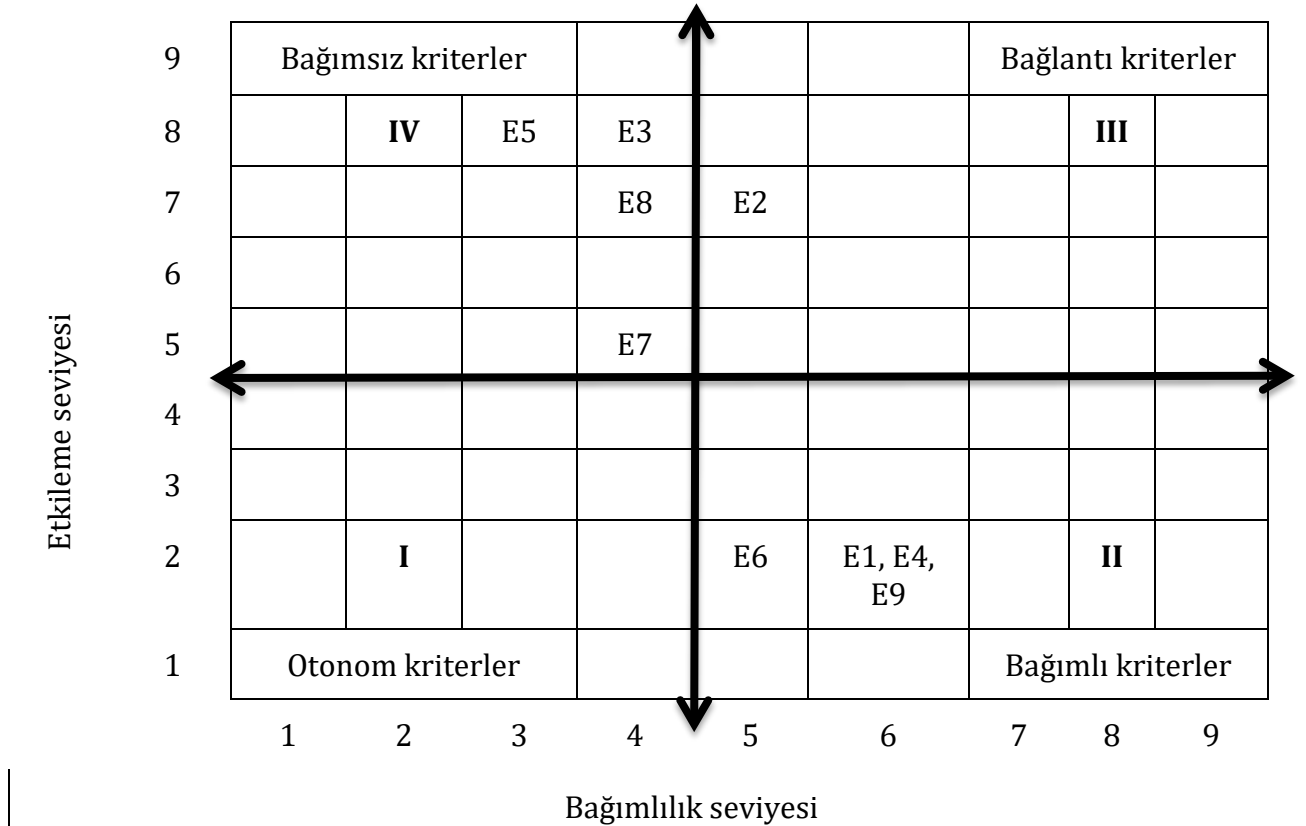 9 Bağımsız kriterler Bağlantı kriterler
8 IV E5 E3 III
7 E8 E2
6
5 E7
4
3
2 I E6 E1, E4, II
E9
1 Otonom kriterler Bağımlı kriterler
1 2 3 4 5 6 7 8 9
Etkileme seviyesi
Bağımlılık seviyesi